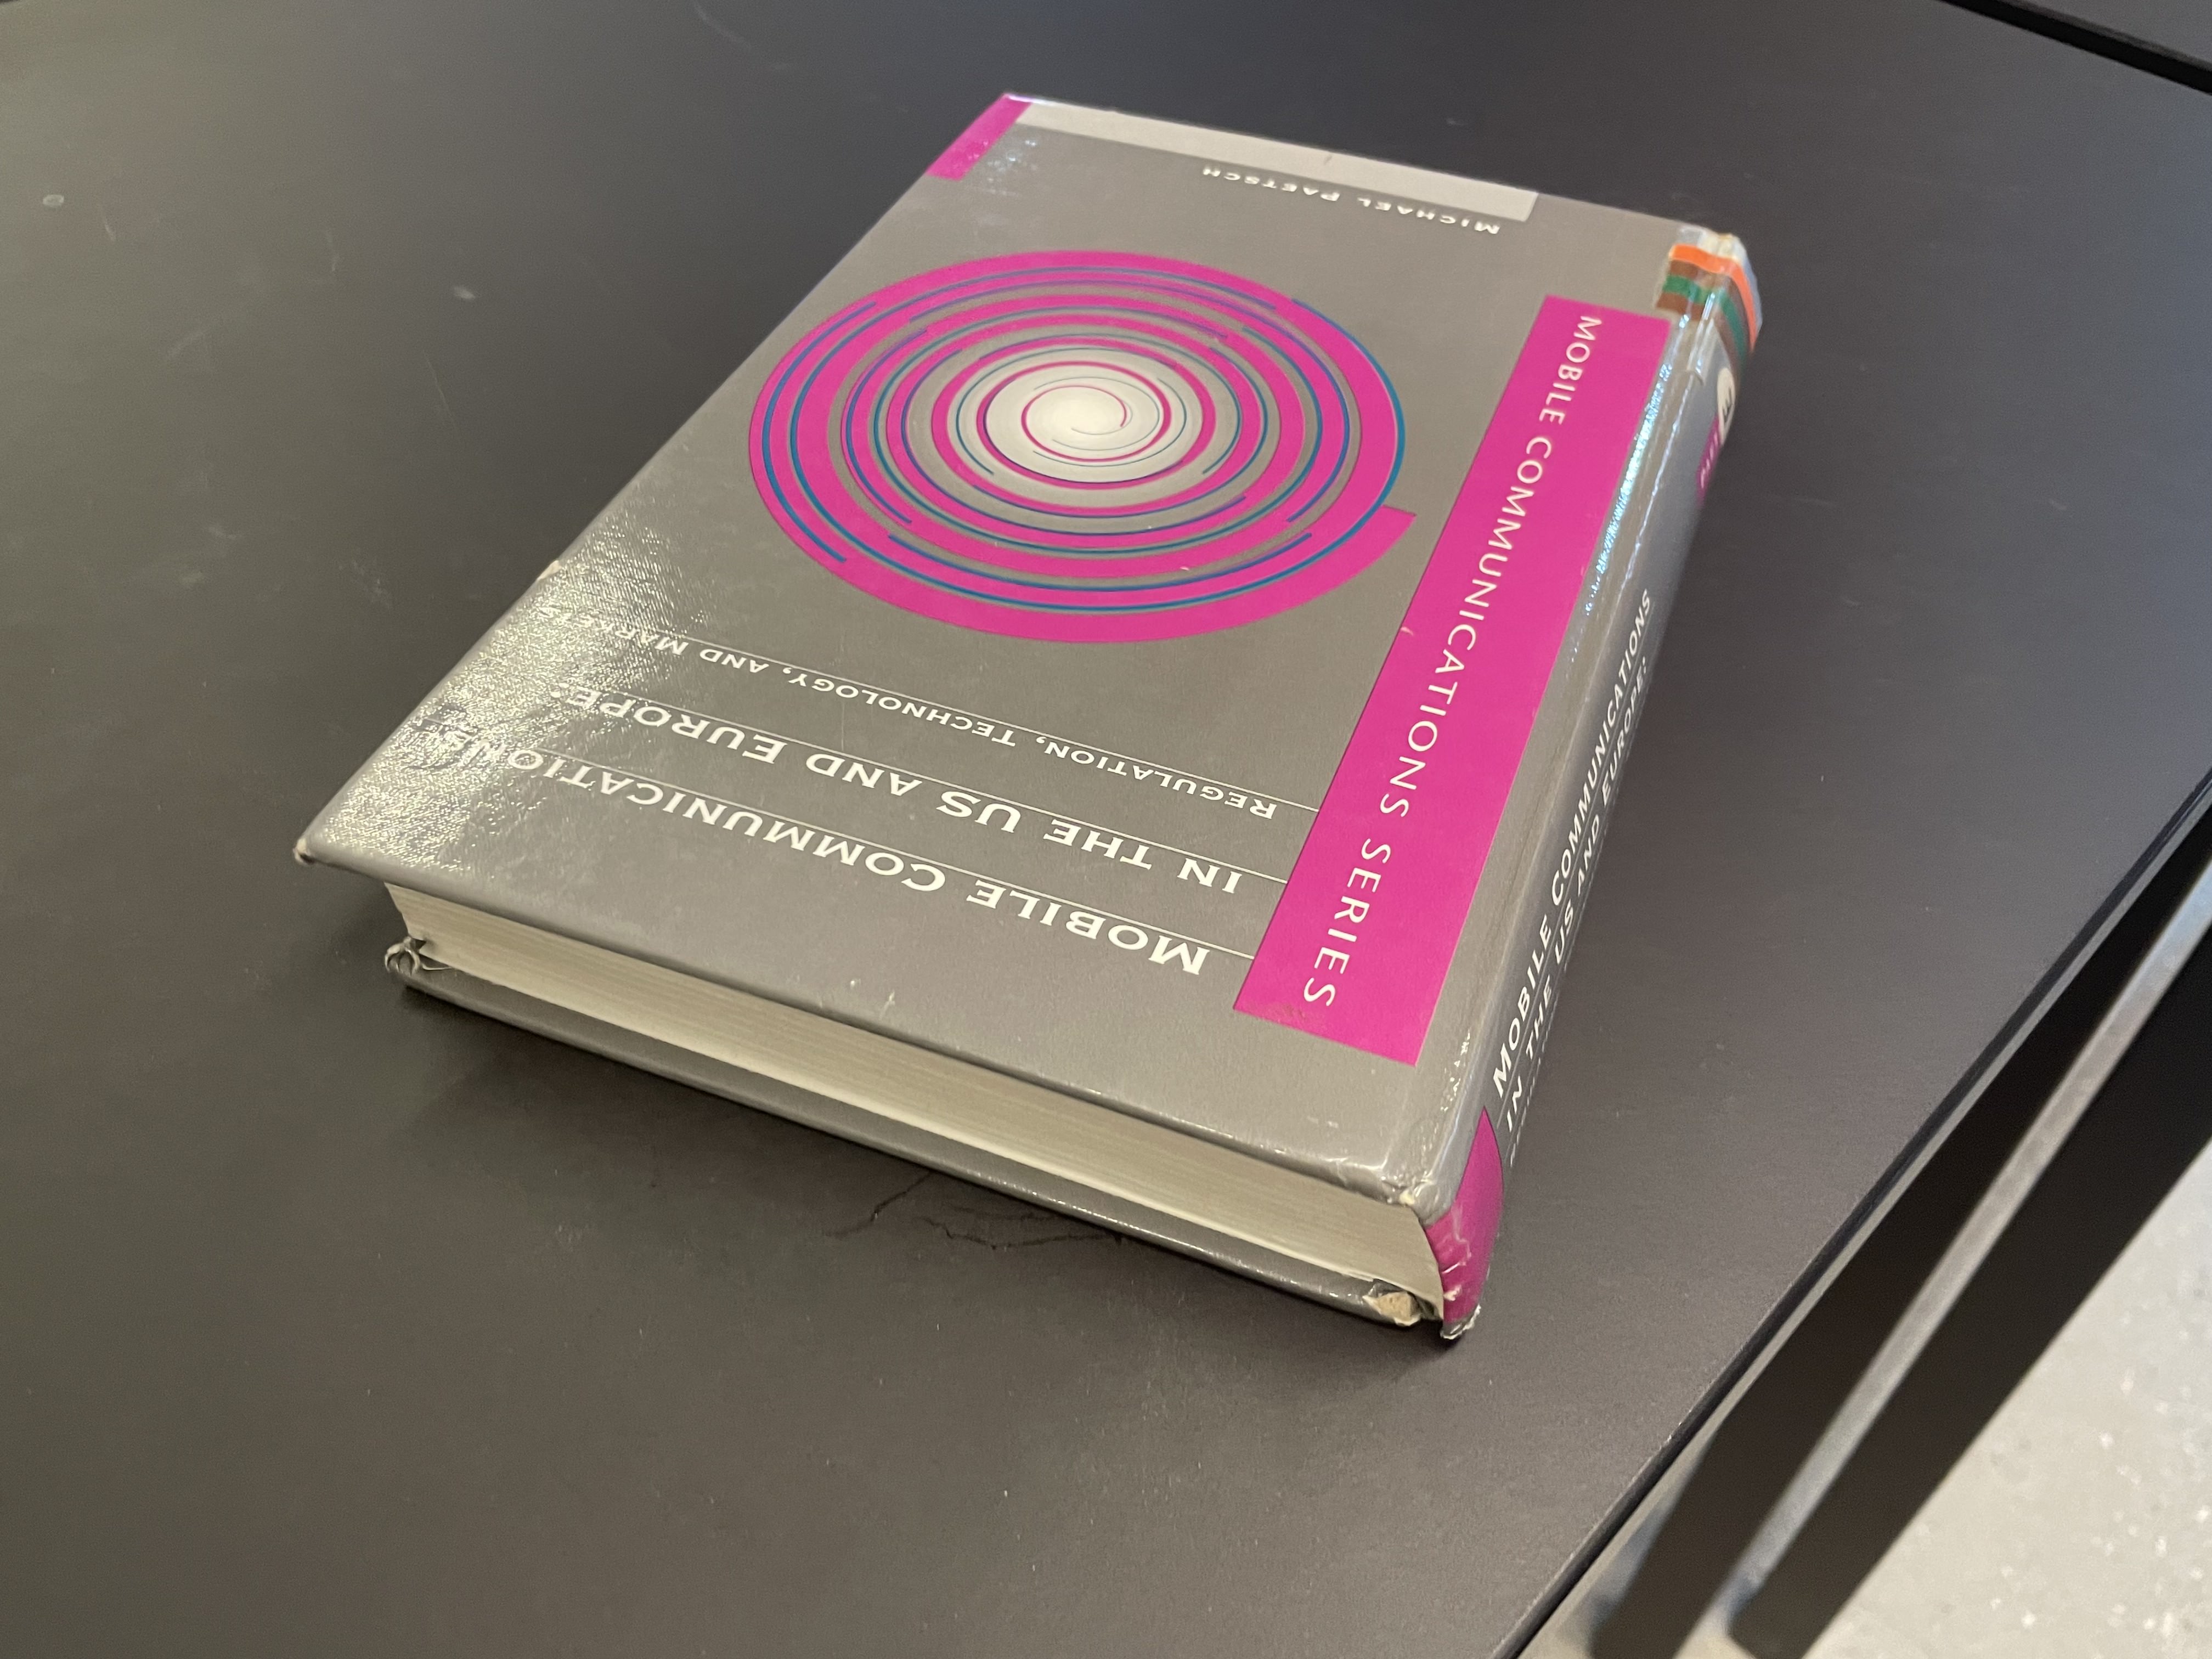 MOBILE COMMUNICATIONS
IN THE US AND EUROPE:
REGULATION, TECHNOLOGY, AND MARKETS
MICHAEL PAETSCH
MOBILE COMMUNICATIONS SERIES
MOBILE COMMUNICATIONS
IN THE US AND EUROPE: